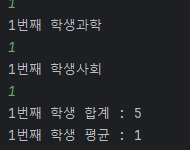 1
1번째 학생과학
1
1번째 학생사회
1
1번째 학생 합계 : 5
1번째 학생 평균 : 1